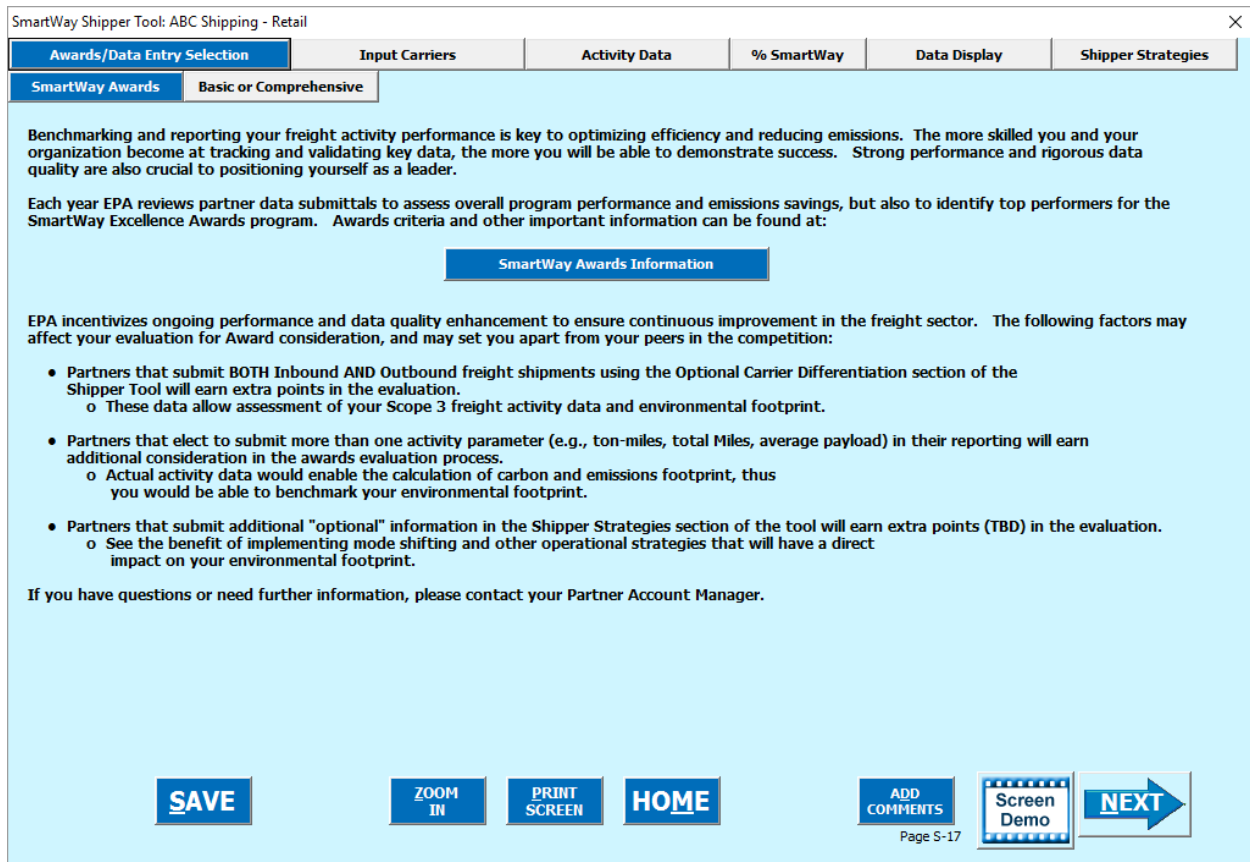 SmartWay Shipper Tool: ABC Shipping - Retail
Awards/Data Entry Selection Input Carriers Activity Data % SmartWay Data Display Shipper Strategies
SmartWay Awards Basic or Comprehensive
Benchmarking and reporting your freight activity performance is key to optimizing efficiency and reducing emissions. The more skilled you and your
organization become at tracking and validating key data, the more you will be able to demonstrate success. Strong performance and rigorous data
quality are also crucial to positioning yourself as a leader.
Each year EPA reviews partner data submittals to assess overall program performance and emissions savings, but also to identify top performers for the
SmartWay Excellence Awards program. Awards criteria and other important information can be found at:
SmartWay Awards Information
EPA incentivizes ongoing performance and data quality enhancement to ensure continuous improvement in the freight sector. The following factors may
affect your evaluation for Award consideration, and may set you apart from your peers in the competition:
● Partners that submit BOTH Inbound AND Outbound freight shipments using the Optional Carrier Differentiation section of the
Shipper Tool will earn extra points in the evaluation.
o These data allow assessment of your Scope 3 freight activity data and environmental footprint.
● Partners that elect to submit more than one activity parameter (e.g., ton-miles, total Miles, average payload) in their reporting will earn
additional consideration in the awards evaluation process.
o Actual activity data would enable the calculation of carbon and emissions footprint, thus
you would be able to benchmark your environmental footprint.
● Partners that submit additional "optional" information in the Shipper Strategies section of the tool will earn extra points (TBD) in the evaluation.
o See the benefit of implementing mode shifting and other operational strategies that will have a direct
impact on your environmental footprint.
If you have questions or need further information, please contact your Partner Account Manager.
SAVE
ZOOM
IN
PRINT
SCREEN
HOME
ADD
COMMENTS
Page S-17
Screen
Demo
NEXT